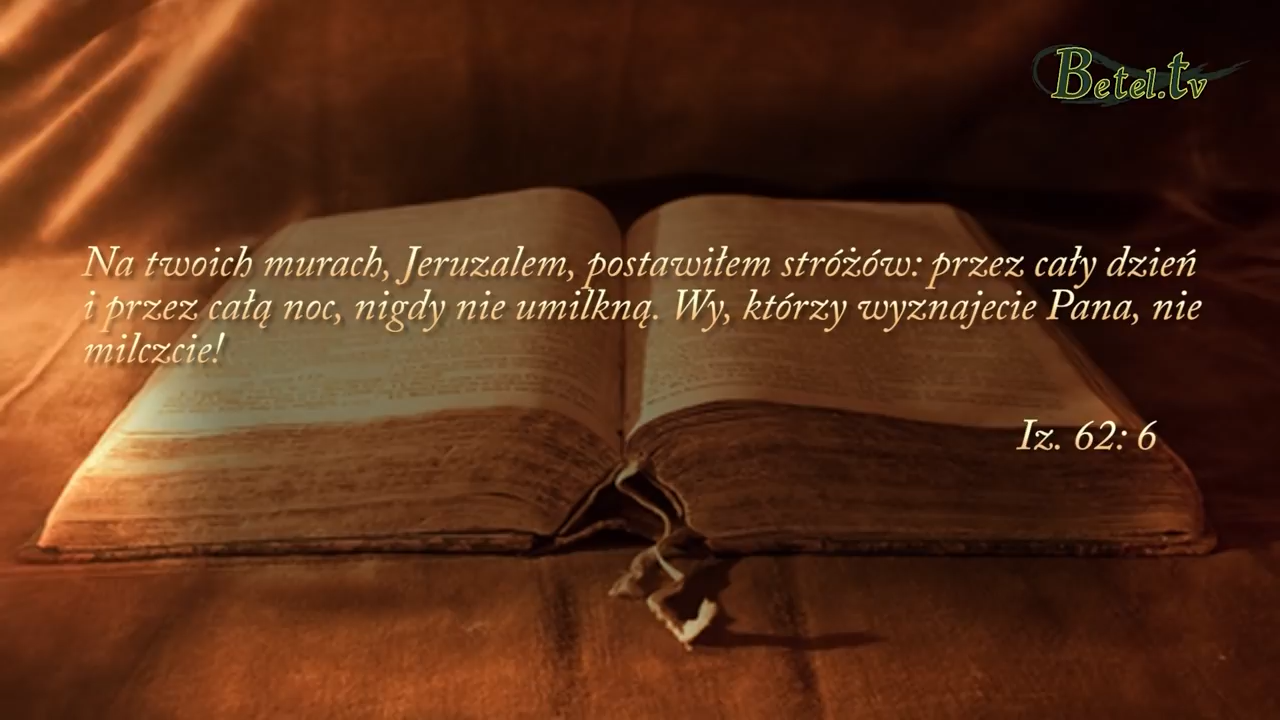 Betel.tv
Na twoich murach, Jeruzalem, postawiłem stróżów: przez cały dzień
i przez całą noc, nigdy nie umilkną. Wy, którzy wyznajecie Pana, nie
milczcie!
Iz. 62: 6